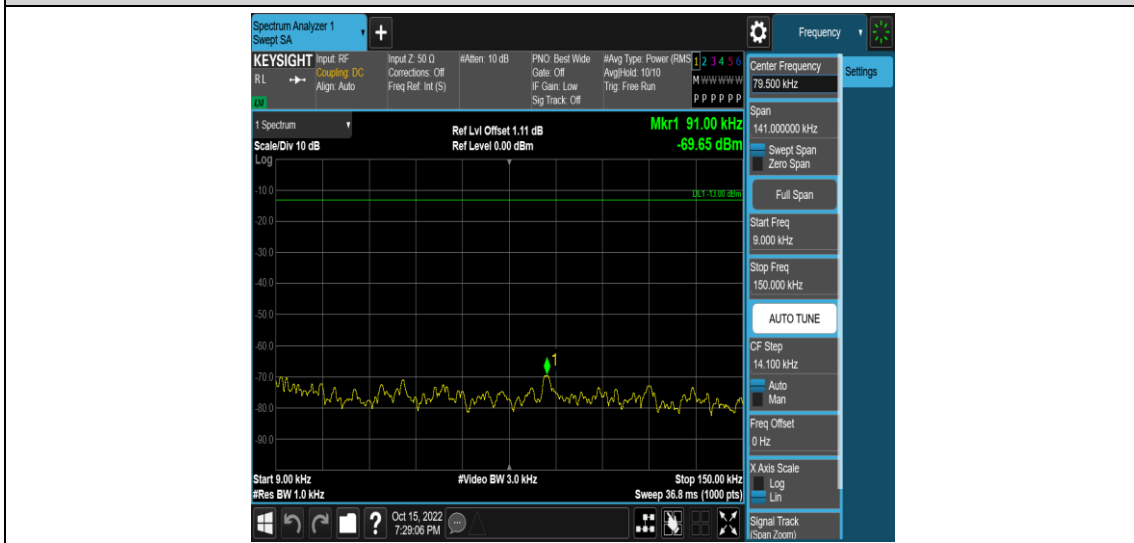 Spectrum Analyzer 1
Swept SA
+
Frequency
KEYSIGHT
RL
LXI
Input: RF
Coupling: DC
Align: Auto
Input Z: 50 Ω
Corrections: Off
Freq Ref: Int (S)
#Atten: 10 dB
PNO: Best Wide
Gate: Off
IF Gain: Low
Sig Track: Off
#Avg Type: Power (RMS
Avg|Hold: 10/10
Trig: Free Run
1 2 3 4 5 6
M W W W W W
P P P P P P
Center Frequency
79.500 kHz
Settings
Span
141.000000 kHz
Swept Span
Zero Span
Full Span
Start Freq
9.000 kHz
Stop Freq
150.000 kHz
AUTO TUNE
CF Step
14.100 kHz
Auto
Man
Freq Offset
0 Hz
X Axis Scale
Log
Lin
Signal Track
(Span Zoom)
1 Spectrum
Scale/Div 10 dB
Ref Lvl Offset 1.11 dB
Ref Level 0.00 dBm
Mkr1 91.00 kHz
-69.65 dBm
Log
DL1 -13.00 dBm
-10.0
-20.0
-30.0
-40.0
-50.0
-60.0
-70.0
-80.0
-90.0
1
Start 9.00 kHz
#Res BW 1.0 kHz
#Video BW 3.0 kHz
Stop 150.00 kHz
Sweep 36.8 ms (1000 pts)
?
Oct 15, 2022
7:29:06 PM